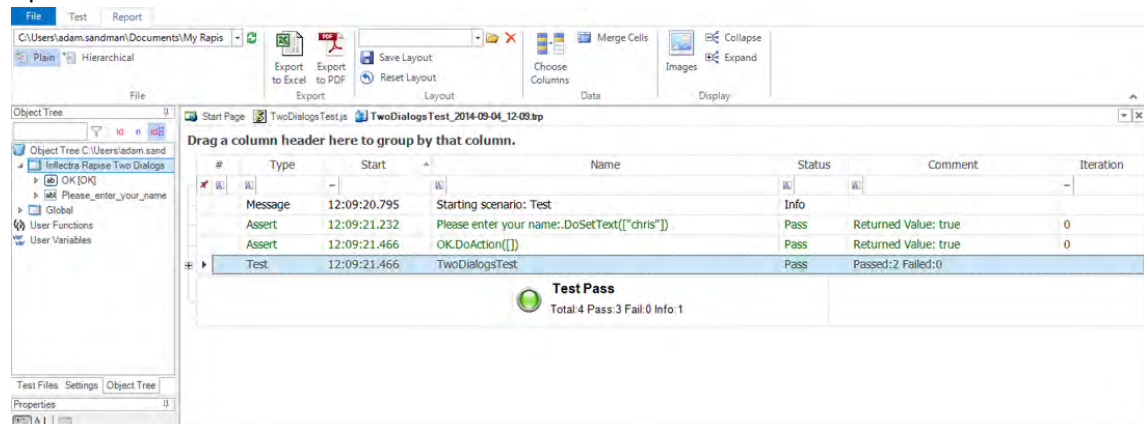 File Test Report
C:\Users\adam.sandman\Documents\My Rapis
Plain Hierarchical
File
Export to Excel
Export to PDF
Export
Save Layout
Reset Layout
Layout
Choose Columns
Merge Cells
Data
Images
Collapse
Expand
Display
Object Tree
id n id
Object Tree C:\Users\adam.sand
Inflectra Rapise Two Dialogs
OK [OK]
Please_enter_your_name
Global
User Functions
User Variables
Test Files Settings Object Tree
Properties
Start Page TwoDialogsTest.js TwoDialogsTest_2014-09-04_12-09.trp
Drag a column header here to group by that column.
# Type Start Name Status Comment Iteration
Message 12:09:20.795 Starting scenario: Test Info
Assert 12:09:21.232 Please enter your name:.DoSetText(["chris"]) Pass Returned Value: true 0
Assert 12:09:21.466 OK.DoAction([]) Pass Returned Value: true 0
Test 12:09:21.466 TwoDialogsTest Pass Passed:2 Failed:0
Test Pass
Total:4 Pass:3 Fail:0 Info:1